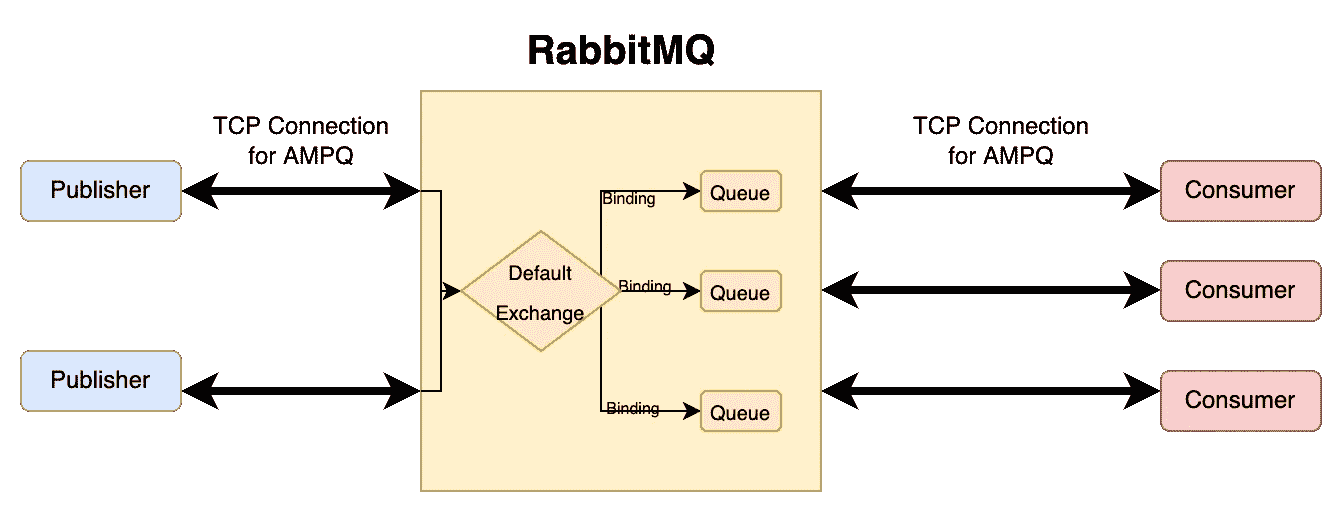 RabbitMQ
TCP Connection
for AMPQ
TCP Connection
for AMPQ
Publisher
Binding
Queue
Consumer
Default
Exchange
Binding
Queue
Consumer
Publisher
Binding
Queue
Consumer